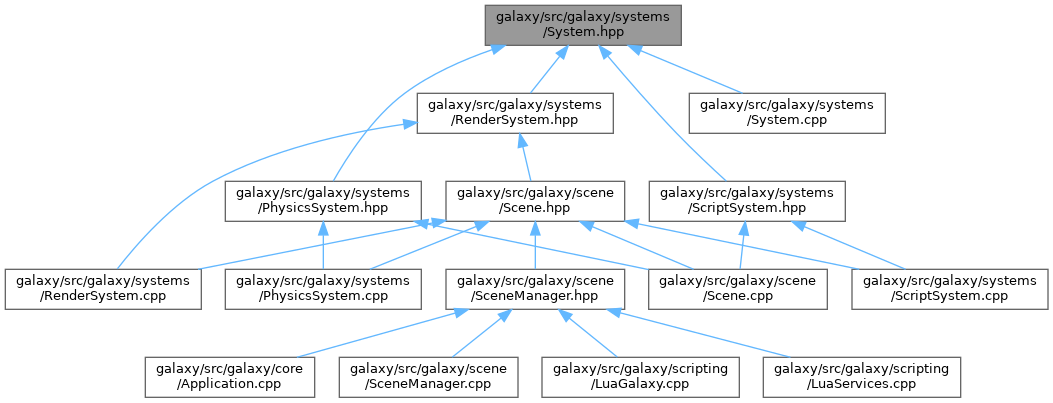 galaxy/src/galaxy/systems
/System.hpp
galaxy/src/galaxy/systems
/RenderSystem.hpp
galaxy/src/galaxy/systems
/System.cpp
galaxy/src/galaxy/systems
/PhysicsSystem.hpp
galaxy/src/galaxy/scene
/Scene.hpp
galaxy/src/galaxy/systems
/ScriptSystem.hpp
galaxy/src/galaxy/systems
/RenderSystem.cpp
galaxy/src/galaxy/systems
/PhysicsSystem.cpp
galaxy/src/galaxy/scene
/SceneManager.hpp
galaxy/src/galaxy/scene
/Scene.cpp
galaxy/src/galaxy/systems
/ScriptSystem.cpp
galaxy/src/galaxy/core
/Application.cpp
galaxy/src/galaxy/scene
/SceneManager.cpp
galaxy/src/galaxy/scripting
/LuaGalaxy.cpp
galaxy/src/galaxy/scripting
/LuaServices.cpp